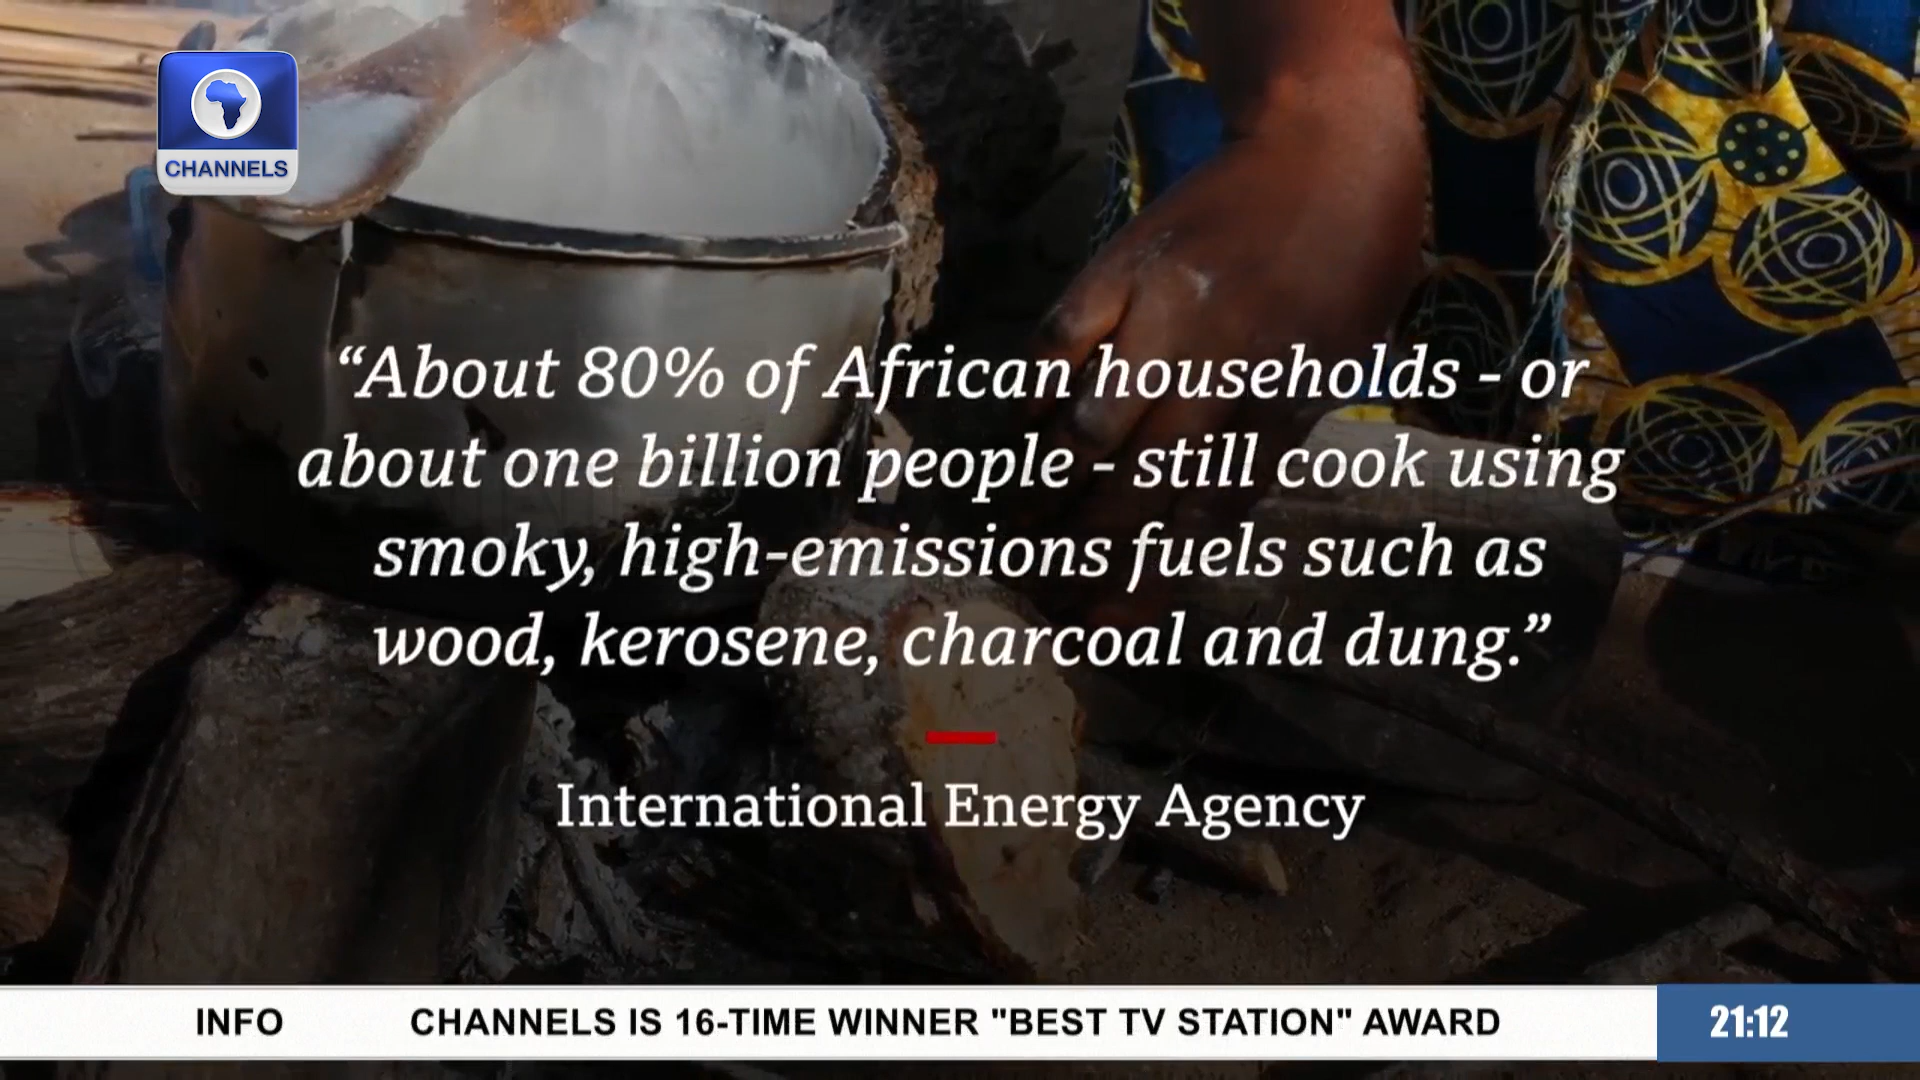 CHANNELS
“About 80% of African households - or
about one billion people - still cook using
smoky, high-emissions fuels such as
wood, kerosene, charcoal and dung.”
International Energy Agency
INFO
CHANNELS IS 16-TIME WINNER "BEST TV STATION" AWARD
21:12